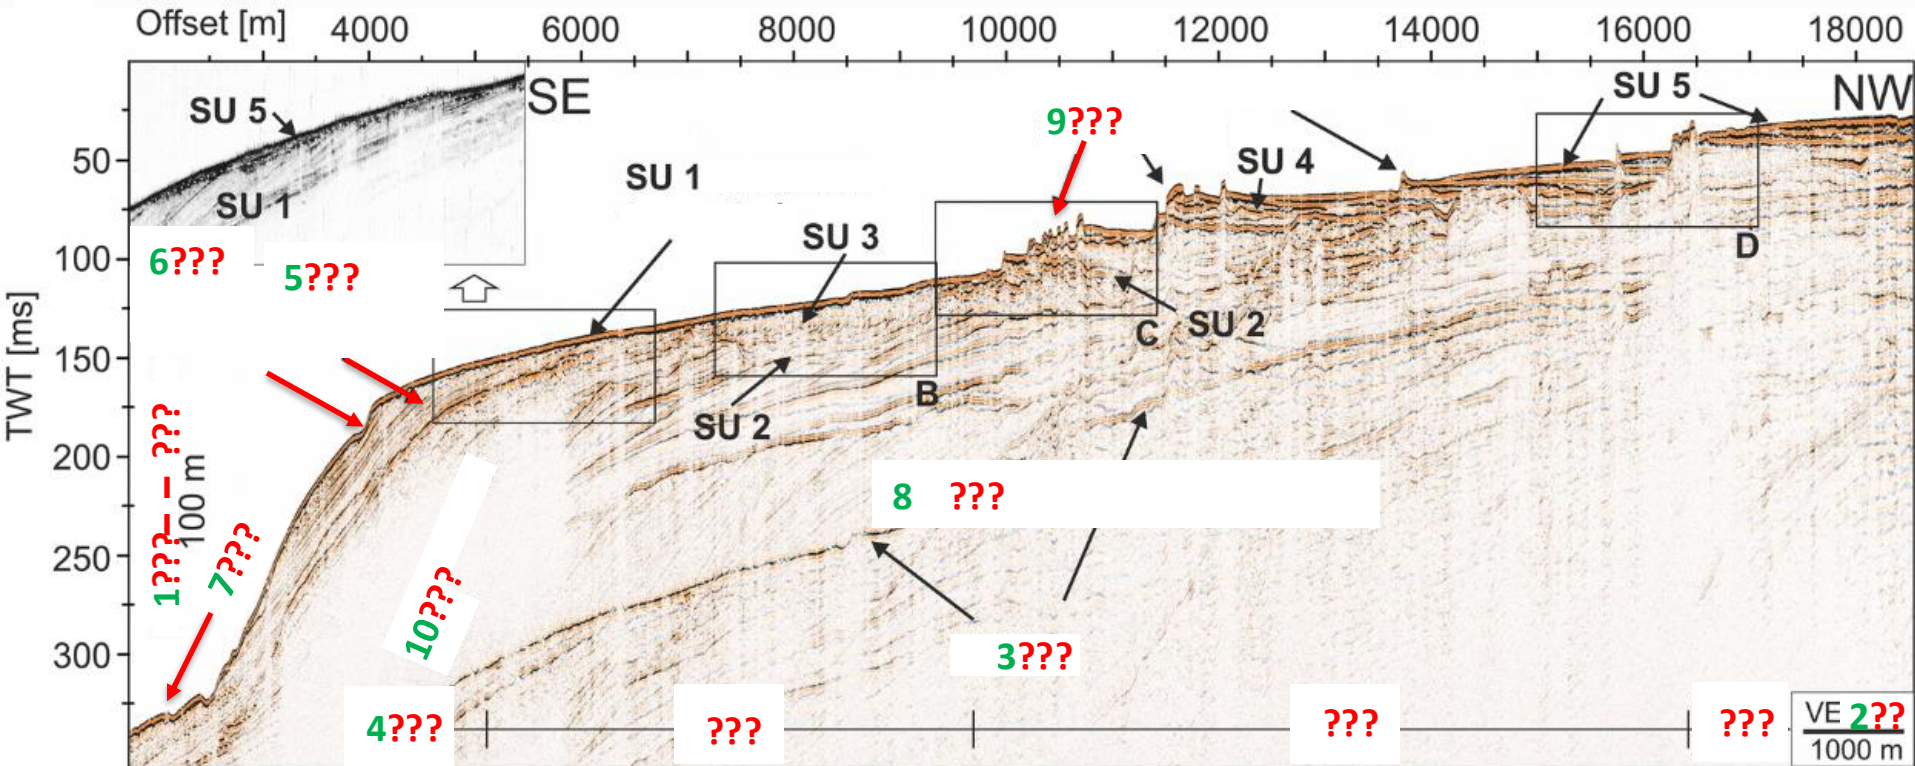 Offset [m] 4000 6000 8000 10000 12000 14000 16000 18000
SE
NW
SU 5
SU 1
SU 1
SU 3
9???
SU 4
SU 5
50
100
150
200
250
300
TWT [ms]
6???
5???
D
C
SU 2
B
SU 2
1??? – – ???
100 m
7???
8 ???
10???
3???
4???
???
???
???
VE 2??
1000 m